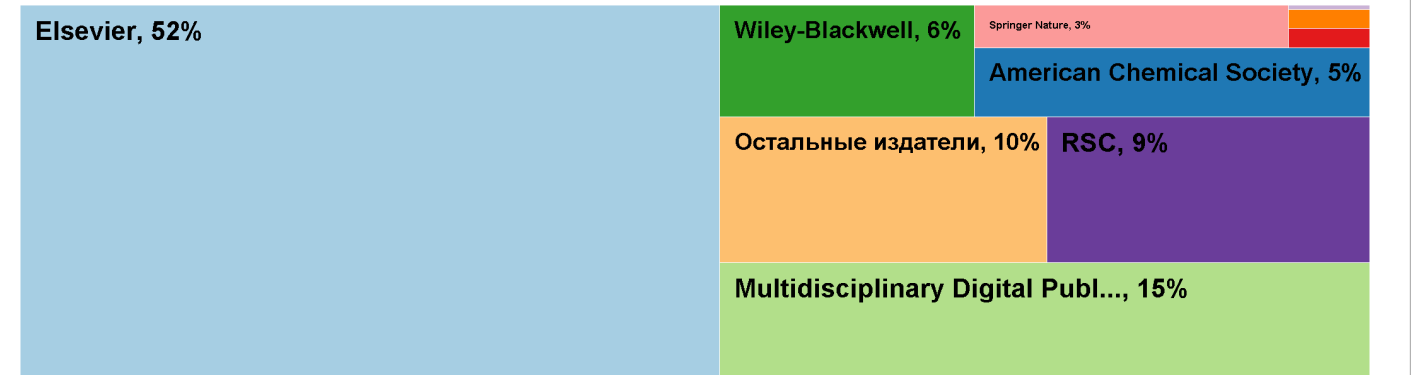 Elsevier, 52%
Wiley-Blackwell, 6%
Springer Nature, 3%
American Chemical Society, 5%
Остальные издатели, 10%
RSC, 9%
Multidisciplinary Digital Publ..., 15%